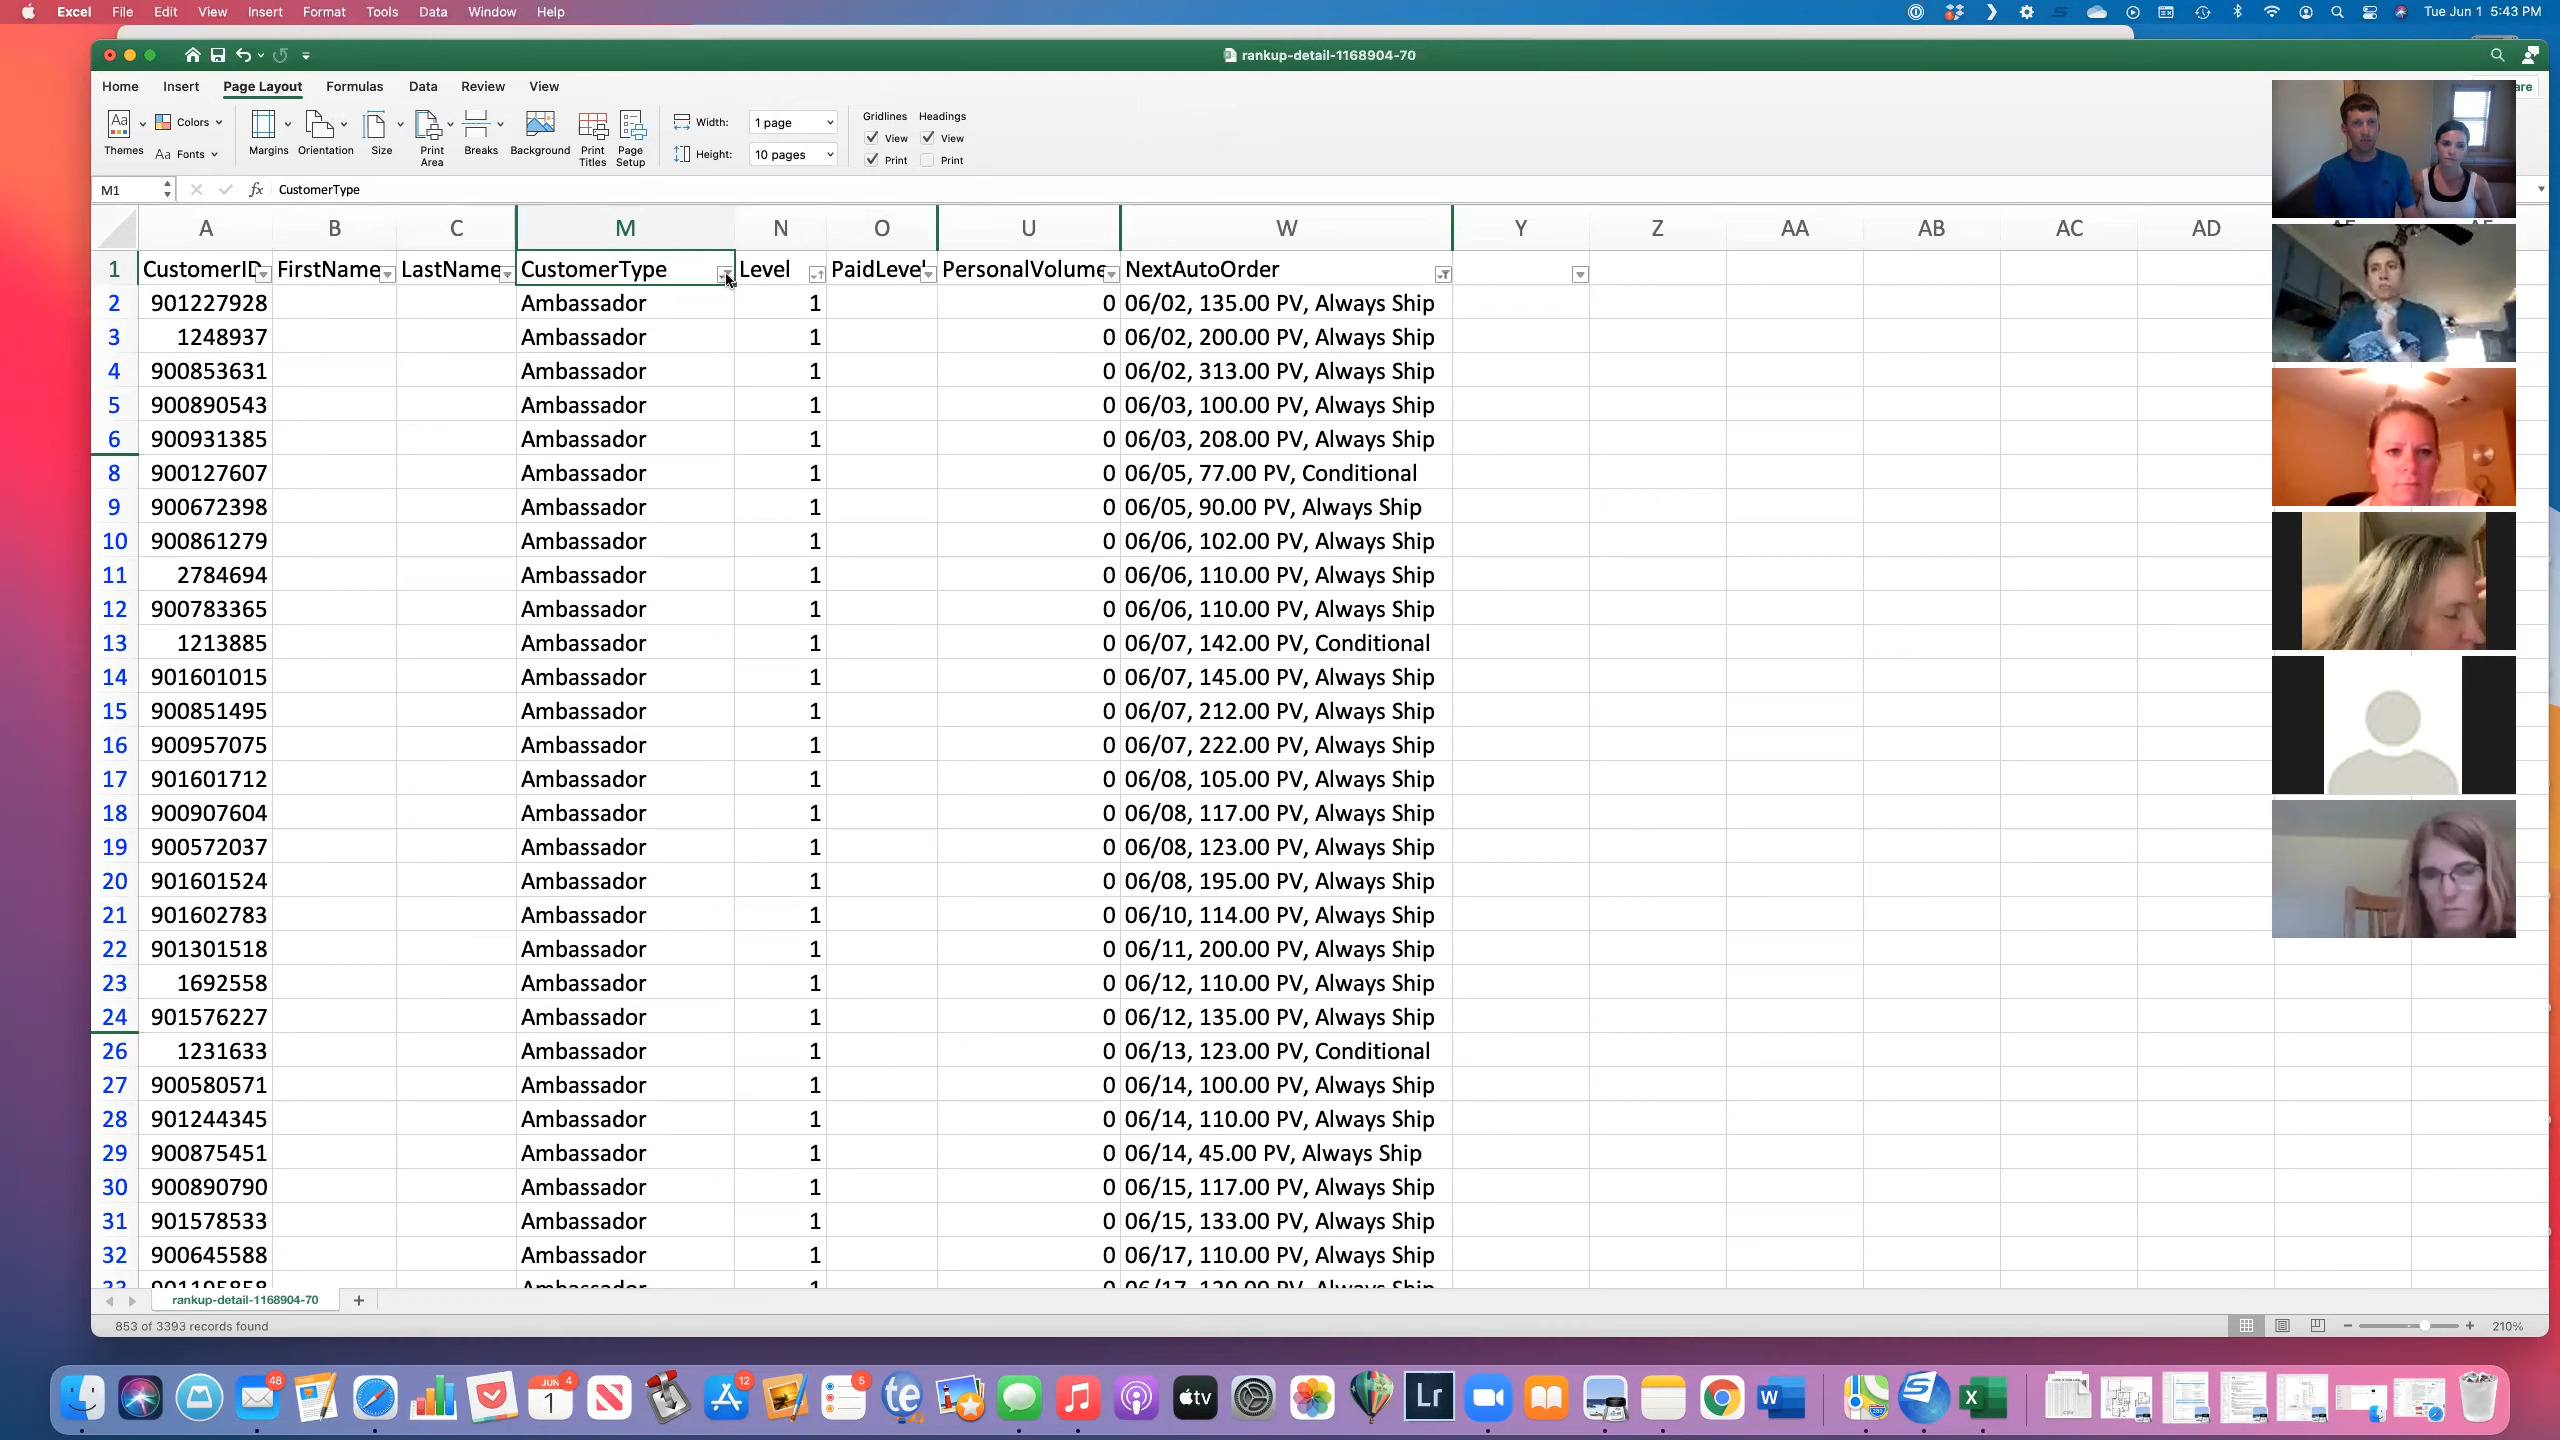 Excel File Edit View Insert Format Tools Data Window Help Tue Jun 1 5:43 PM
rankup-detail-1168904-70
Home Insert Page Layout Formulas Data Review View are
Aa Colors Width: 1 page Gridlines Headings
View View
Themes Aa Fonts Margins Orientation Size Print Area Breaks Background Print Titles Page Setup Height: 10 pages Print Print
M1 fx CustomerType
A B C M N O U W Y Z AA AB AC AD
1 CustomerID FirstName LastName CustomerType Level PaidLevel PersonalVolume NextAutoOrder
2 901227928 Ambassador 1 0 06/02, 135.00 PV, Always Ship
3 1248937 Ambassador 1 0 06/02, 200.00 PV, Always Ship
4 900853631 Ambassador 1 0 06/02, 313.00 PV, Always Ship
5 900890543 Ambassador 1 0 06/03, 100.00 PV, Always Ship
6 900931385 Ambassador 1 0 06/03, 208.00 PV, Always Ship
8 900127607 Ambassador 1 0 06/05, 77.00 PV, Conditional
9 900672398 Ambassador 1 0 06/05, 90.00 PV, Always Ship
10 900861279 Ambassador 1 0 06/06, 102.00 PV, Always Ship
11 2784694 Ambassador 1 0 06/06, 110.00 PV, Always Ship
12 900783365 Ambassador 1 0 06/06, 110.00 PV, Always Ship
13 1213885 Ambassador 1 0 06/07, 142.00 PV, Conditional
14 901601015 Ambassador 1 0 06/07, 145.00 PV, Always Ship
15 900851495 Ambassador 1 0 06/07, 212.00 PV, Always Ship
16 900957075 Ambassador 1 0 06/07, 222.00 PV, Always Ship
17 901601712 Ambassador 1 0 06/08, 105.00 PV, Always Ship
18 900907604 Ambassador 1 0 06/08, 117.00 PV, Always Ship
19 900572037 Ambassador 1 0 06/08, 123.00 PV, Always Ship
20 901601524 Ambassador 1 0 06/08, 195.00 PV, Always Ship
21 901602783 Ambassador 1 0 06/10, 114.00 PV, Always Ship
22 901301518 Ambassador 1 0 06/11, 200.00 PV, Always Ship
23 1692558 Ambassador 1 0 06/12, 110.00 PV, Always Ship
24 901576227 Ambassador 1 0 06/12, 135.00 PV, Always Ship
26 1231633 Ambassador 1 0 06/13, 123.00 PV, Conditional
27 900580571 Ambassador 1 0 06/14, 100.00 PV, Always Ship
28 901244345 Ambassador 1 0 06/14, 110.00 PV, Always Ship
29 900875451 Ambassador 1 0 06/14, 45.00 PV, Always Ship
30 900890790 Ambassador 1 0 06/15, 117.00 PV, Always Ship
31 901578533 Ambassador 1 0 06/15, 133.00 PV, Always Ship
32 900645588 Ambassador 1 0 06/17, 110.00 PV, Always Ship
rankup-detail-1168904-70 +
853 of 3393 records found 210%
48 JUN 4 1 12 te 5 tv Lr W S X